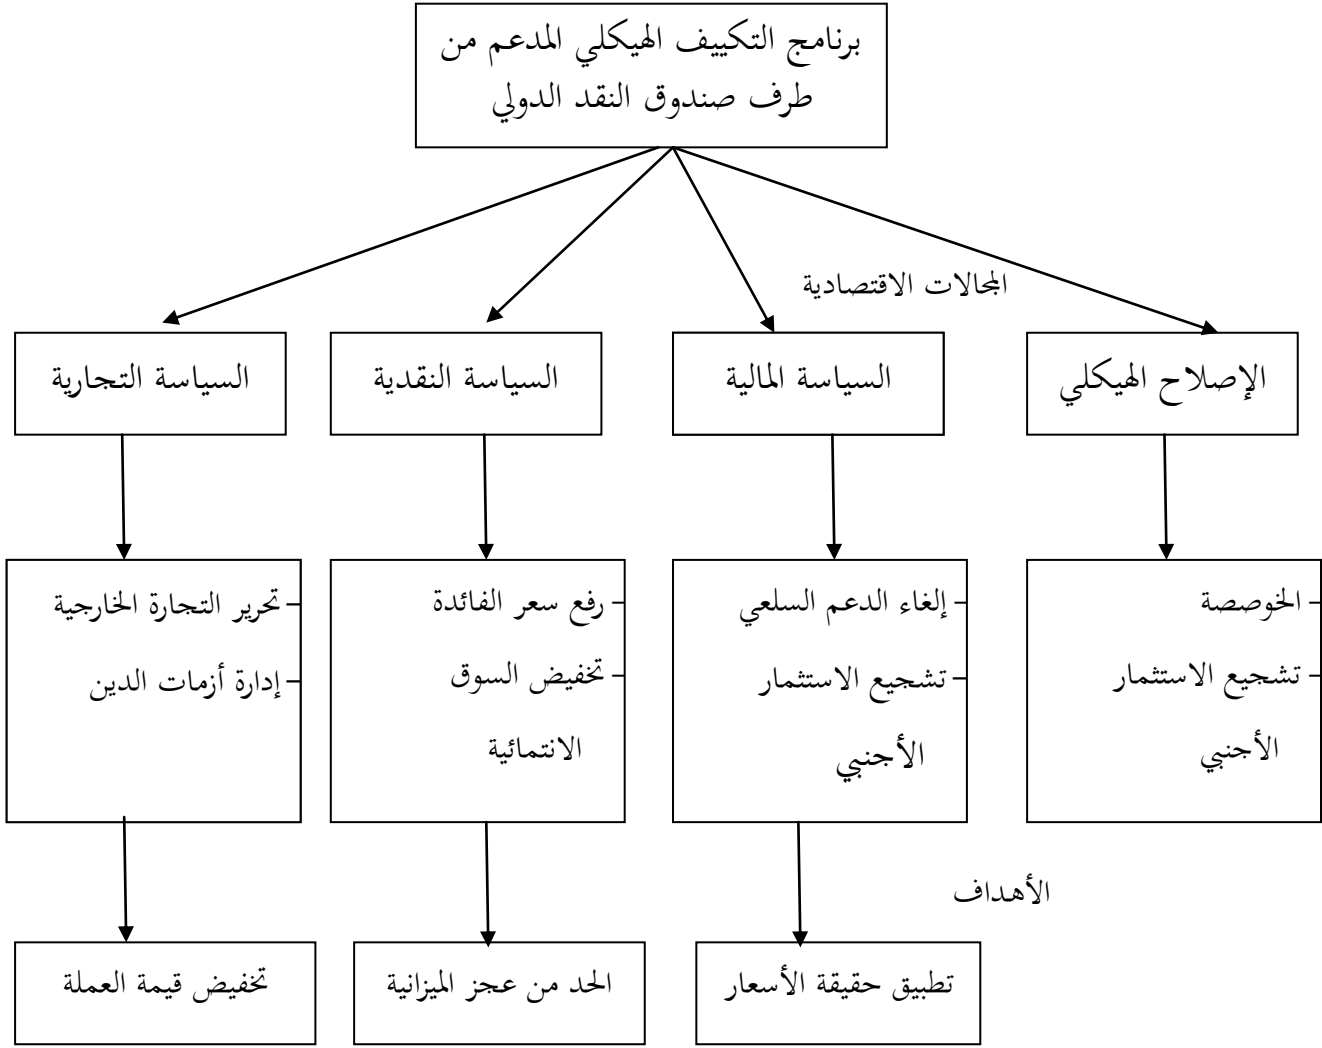 برنامج التكييف الهيكلي المدعم من
طرف صندوق النقد الدولي
المجالات الاقتصادية
الإصلاح الهيكلي
السياسة المالية
السياسة النقدية
السياسة التجارية
- الخوصصة
- تشجيع الاستثمار
الأجنبي
- إلغاء الدعم السلعي
- تشجيع الاستثمار
الأجنبي
- رفع سعر الفائدة
- تخفيض السوق
الانتمائية
- تحرير التجارة الخارجية
- إدارة أزمات الدين
الأهداف
تطبيق حقيقة الأسعار
الحد من عجز الميزانية
تخفيض قيمة العملة